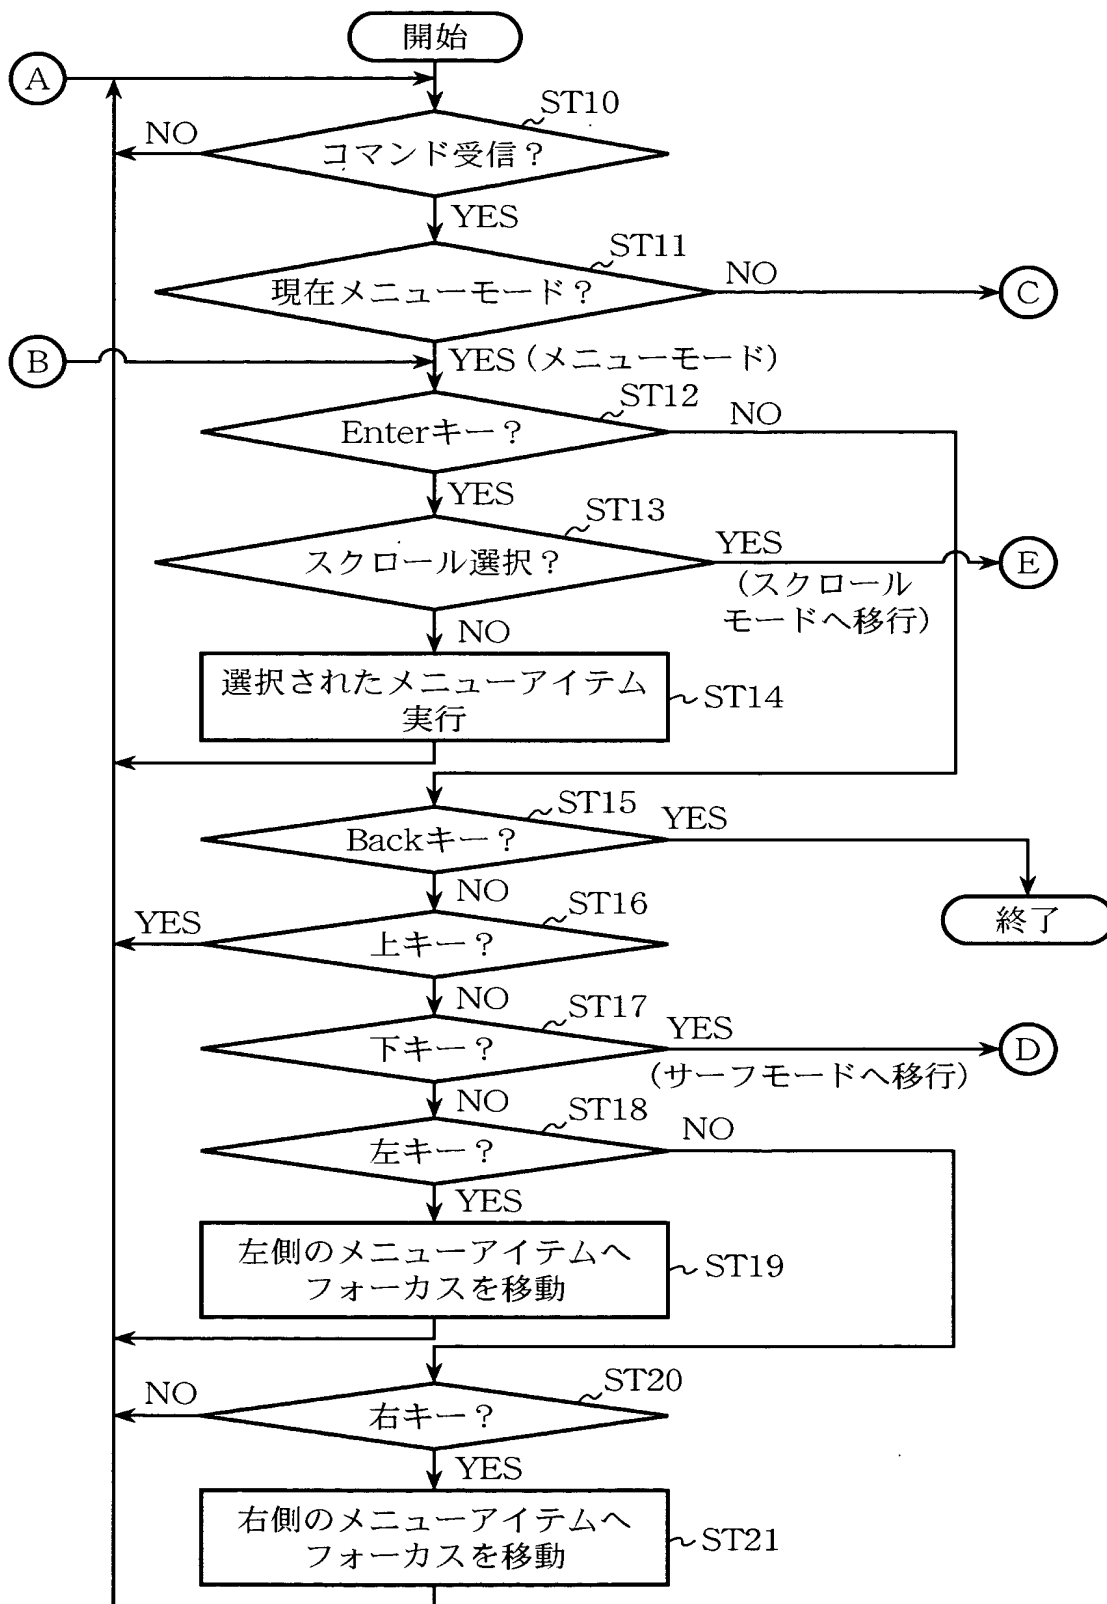 開始
A
ST10
NO
コマンド受信？
YES
ST11
現在メニューモード？
NO
C
B
YES（メニューモード）
ST12
NO
Enterキー？
YES
ST13
スクロール選択？
YES
E
（スクロール
モードへ移行）
NO
選択されたメニューアイテム
実行
ST14
ST15
YES
Backキー？
NO
終了
ST16
YES
上キー？
NO
ST17
YES
下キー？
D
（サーフモードへ移行）
NO
ST18
NO
左キー？
YES
左側のメニューアイテムへ
フォーカスを移動
ST19
ST20
NO
右キー？
YES
右側のメニューアイテムへ
フォーカスを移動
ST21